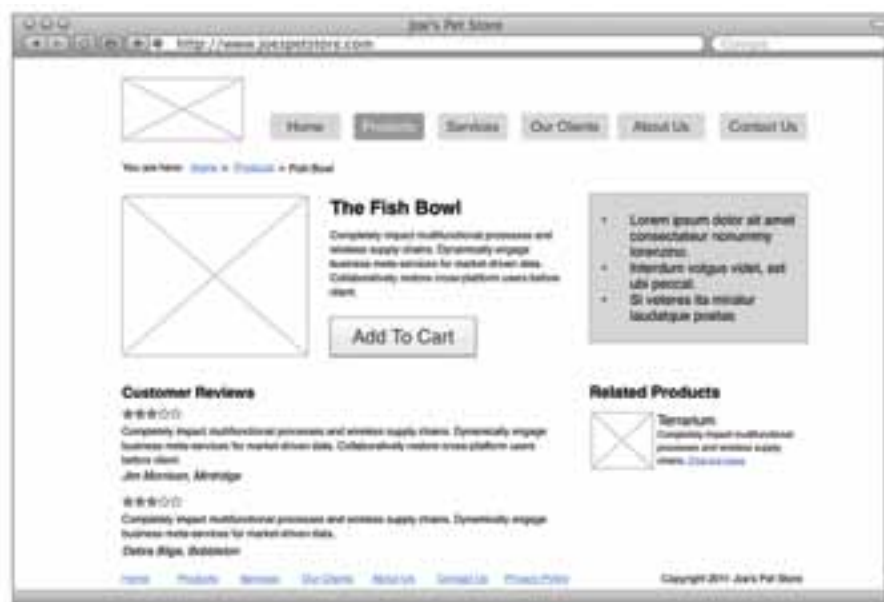 Joe's Pet Store
http://www.joespetstore.com
Google
Home Products Services Our Clients About Us Contact Us
You are here: Home > Products > Fish Bowl
The Fish Bowl
Completely impact multifunctional processes and
wireless supply chains. Dynamically engage
business meta-services for market driven data.
Collaboratively restore cross-platform users before
client.
Add To Cart
• Lorem ipsum dolor sit amet
consectateur nonummy
lorenzino.
• Interdum volgus videt, est
ubi peccat.
• Si veteres ita miratur
laudatque poetas
Customer Reviews
★★★☆☆
Completely impact multifunctional processes and wireless supply chains. Dynamically engage
business meta-services for market driven data. Collaboratively restore cross-platform users
before client.
Jim Morrison,
★★★☆☆
Completely impact multifunctional processes and wireless supply chains. Dynamically engage
business meta-services for market driven data.
Debra Bilge,
Related Products
Terrarium
Completely impact multifunctional
processes and wireless supply
chains.
Home Products Services Our Clients About Us Contact Us Privacy Policy
Copyright 2011 Joe's Pet Store